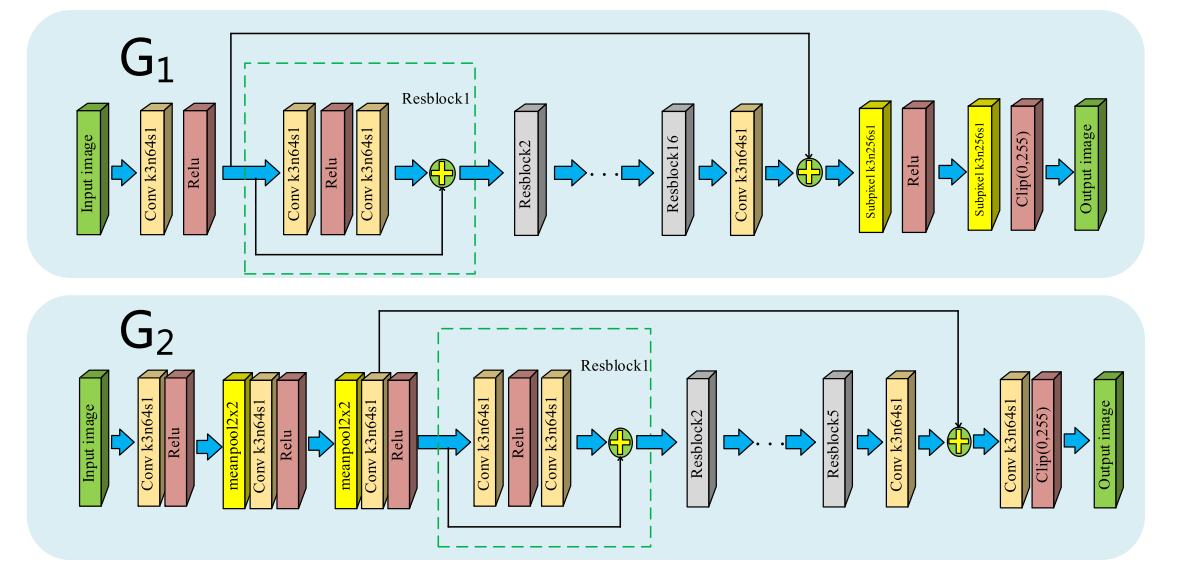 G1
Resblock1
Input image
Conv k3n64s1
Relu
Conv k3n64s1
Relu
Conv k3n64s1
Resblock2
. . .
Resblock16
Conv k3n64s1
Subpixel k3n256s1
Relu
Subpixel k3n256s1
Clip(0,255)
Output image
G2
Resblock1
Input image
Conv k3n64s1
Relu
meanpool2x2
Conv k3n64s1
Relu
meanpool2x2
Conv k3n64s1
Relu
Conv k3n64s1
Relu
Conv k3n64s1
Resblock2
. . .
Resblock5
Conv k3n64s1
Conv k3n64s1
Clip(0,255)
Output image